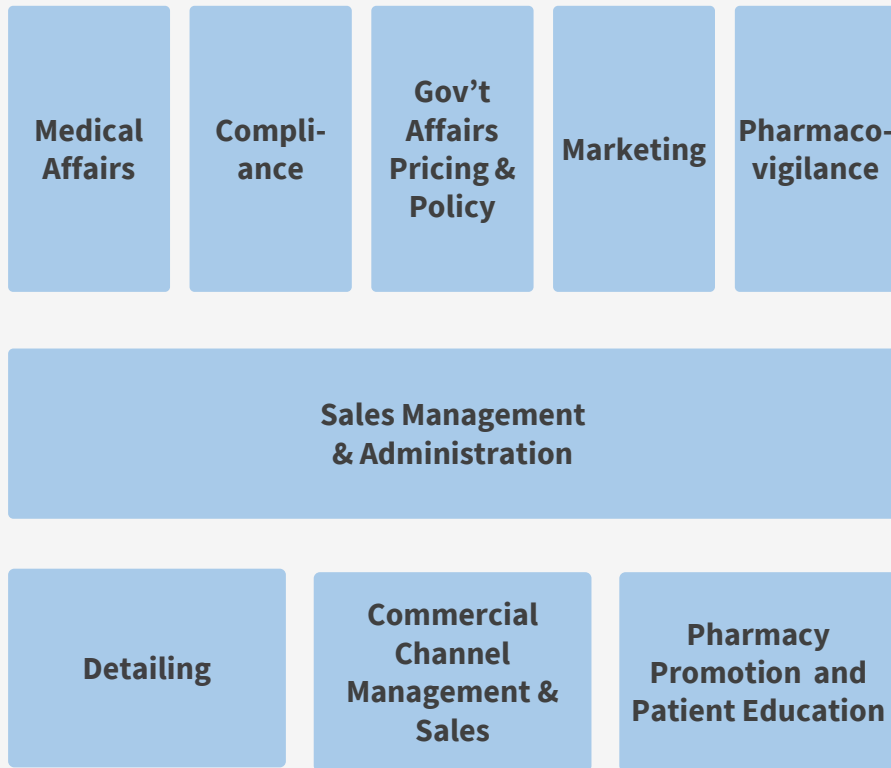 Medical
Affairs
Compli-
ance
Gov’t
Affairs
Pricing &
Policy
Marketing
Pharmaco-
vigilance
Sales Management
& Administration
Detailing
Commercial
Channel
Management &
Sales
Pharmacy
Promotion and
Patient Education